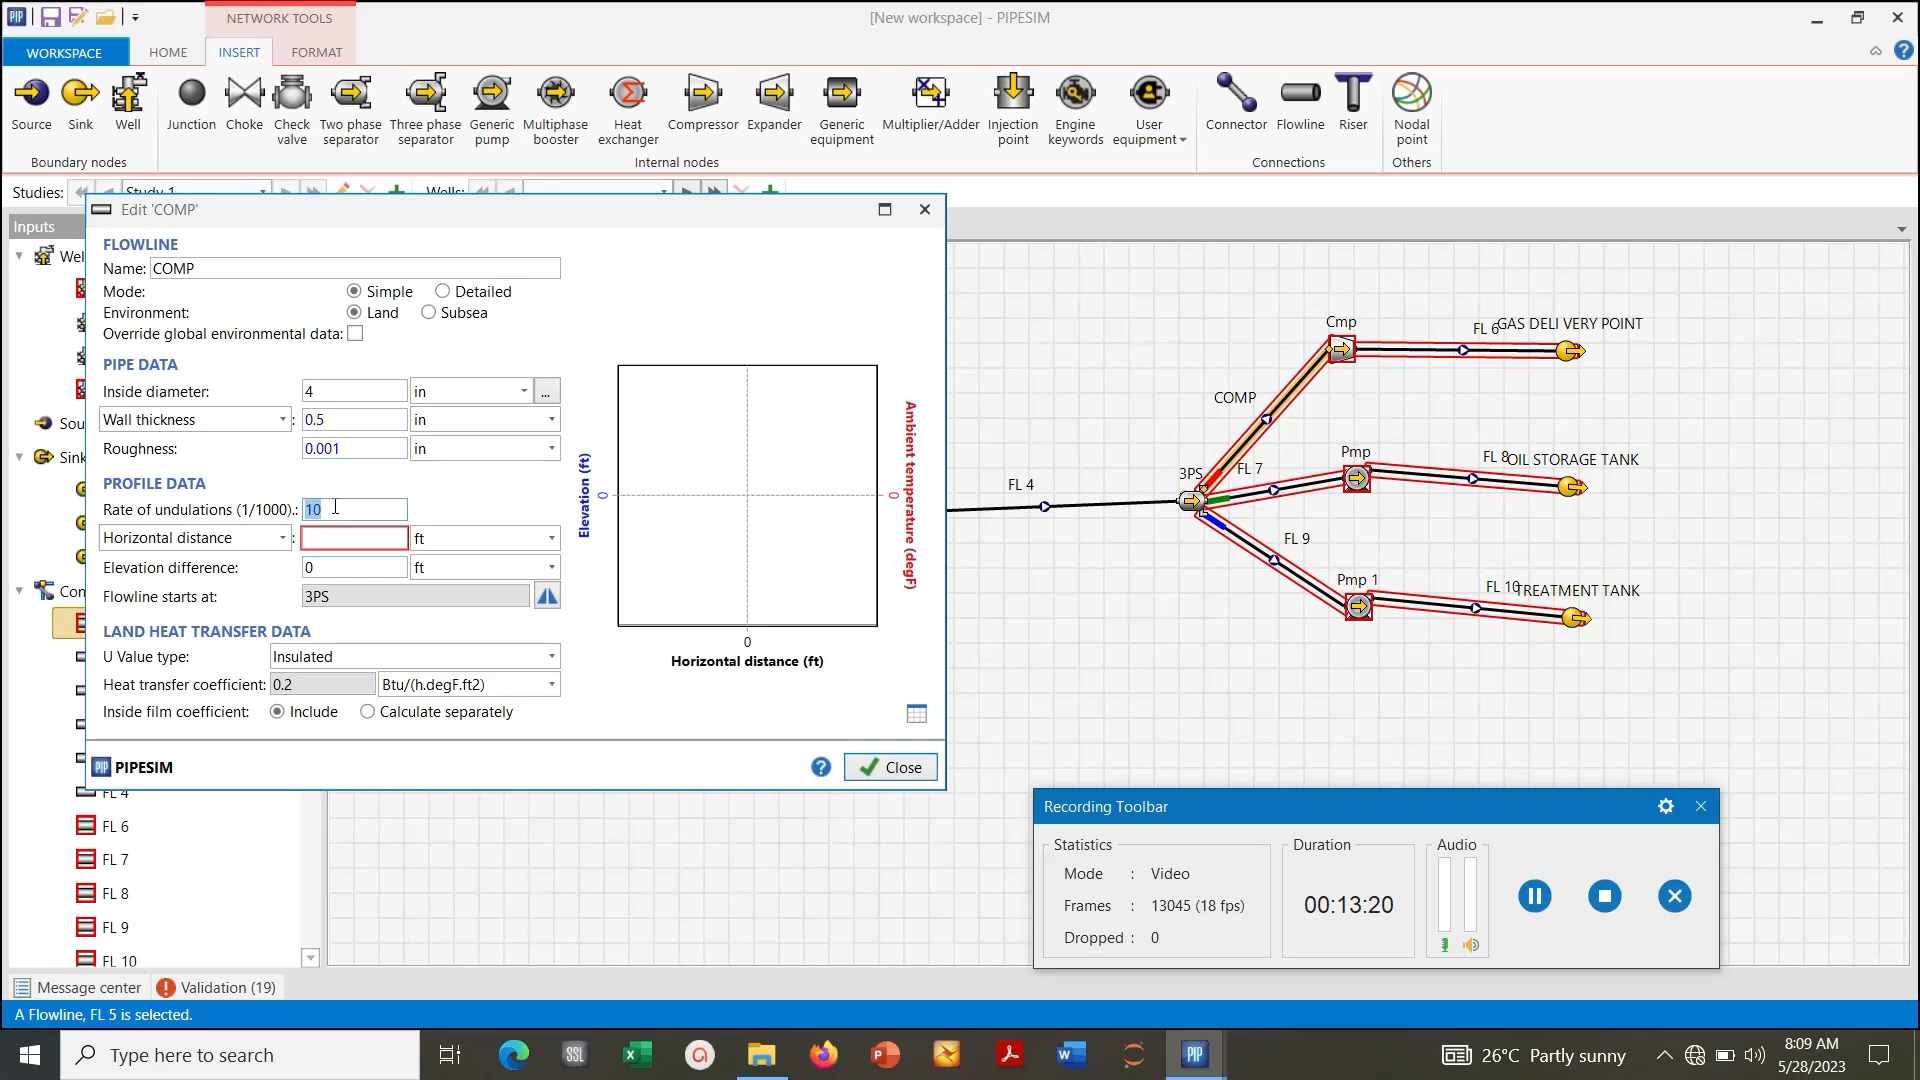 PIP
NETWORK TOOLS
[New workspace] - PIPESIM
WORKSPACE
HOME
INSERT
FORMAT
Source
Sink
Well
Junction
Choke
Check valve
Two phase separator
Three phase separator
Generic pump
Multiphase booster
Heat exchanger
Compressor
Expander
Generic equipment
Multiplier/Adder
Injection point
Engine keywords
User equipment
Connector
Flowline
Riser
Nodal point
Boundary nodes
Internal nodes
Connections
Others
Studies:
Study 1
Wells:
Inputs
Wel
Sou
Sink
Con
FL 4
FL 6
FL 7
FL 8
FL 9
FL 10
Edit 'COMP'
FLOWLINE
Name: COMP
Mode: Simple Detailed
Environment: Land Subsea
Override global environmental data:
PIPE DATA
Inside diameter: 4 in ...
Wall thickness : 0.5 in
Roughness: 0.001 in
PROFILE DATA
Rate of undulations (1/1000).: 10
Horizontal distance : ft
Elevation difference: 0 ft
Flowline starts at: 3PS
LAND HEAT TRANSFER DATA
U Value type: Insulated
Heat transfer coefficient: 0.2 Btu/(h.degF.ft2)
Inside film coefficient: Include Calculate separately
Elevation (ft)
0
0
Ambient temperature (degF)
0
Horizontal distance (ft)
PIP PIPESIM
? Close
FL 4
3PS
COMP
Cmp
FL 6
GAS DELI VERY POINT
FL 7
Pmp
FL 8
OIL STORAGE TANK
FL 9
Pmp 1
FL 10
TREATMENT TANK
Recording Toolbar
Statistics
Mode : Video
Frames : 13045 (18 fps)
Dropped : 0
Duration
00:13:20
Audio
Message center
Validation (19)
A Flowline, FL 5 is selected.
Type here to search
SSL
PIP
26°C Partly sunny
8:09 AM
5/28/2023